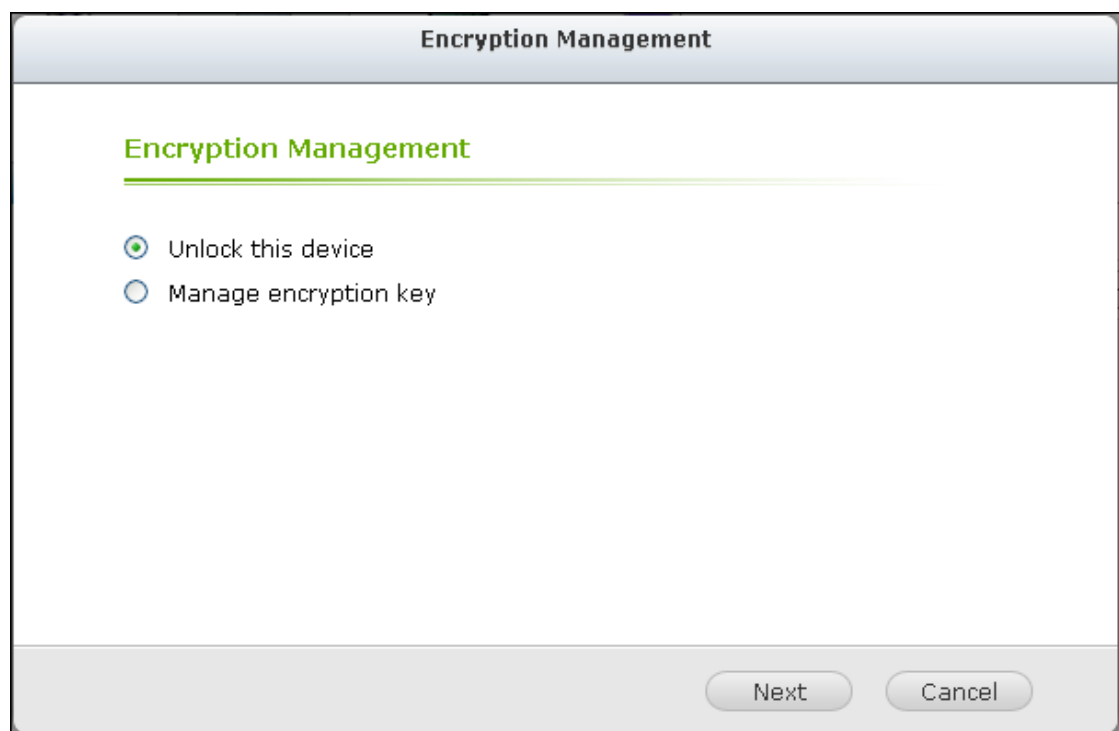 Encryption Management
Encryption Management
Unlock this device
Manage encryption key
Next Cancel